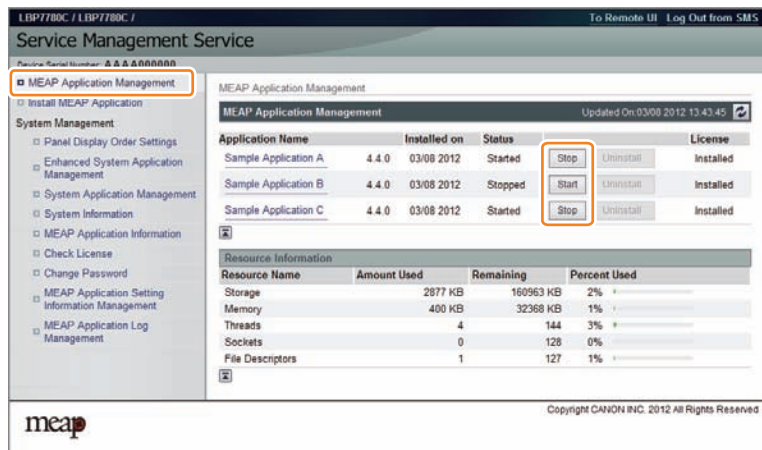 LBP7780C / LBP7780C /
To Remote UI Log Out from SMS
Service Management Service
Device Serial Number: AAAA000000
MEAP Application Management
Install MEAP Application
System Management
Panel Display Order Settings
Enhanced System Application
Management
System Application Management
System Information
MEAP Application Information
Check License
Change Password
MEAP Application Setting
Information Management
MEAP Application Log
Management
MEAP Application Management
MEAP Application Management Updated On:03/08 2012 13:43:45
Application Name Installed on Status License
Sample Application A 4.4.0 03/08 2012 Started Stop Uninstall Installed
Sample Application B 4.4.0 03/08 2012 Stopped Start Uninstall Installed
Sample Application C 4.4.0 03/08 2012 Started Stop Uninstall Installed
Resource Information
Resource Name Amount Used Remaining Percent Used
Storage 2877 KB 160963 KB 2%
Memory 400 KB 32368 KB 1%
Threads 4 144 3%
Sockets 0 128 0%
File Descriptors 1 127 1%
meap
Copyright CANON INC. 2012 All Rights Reserved